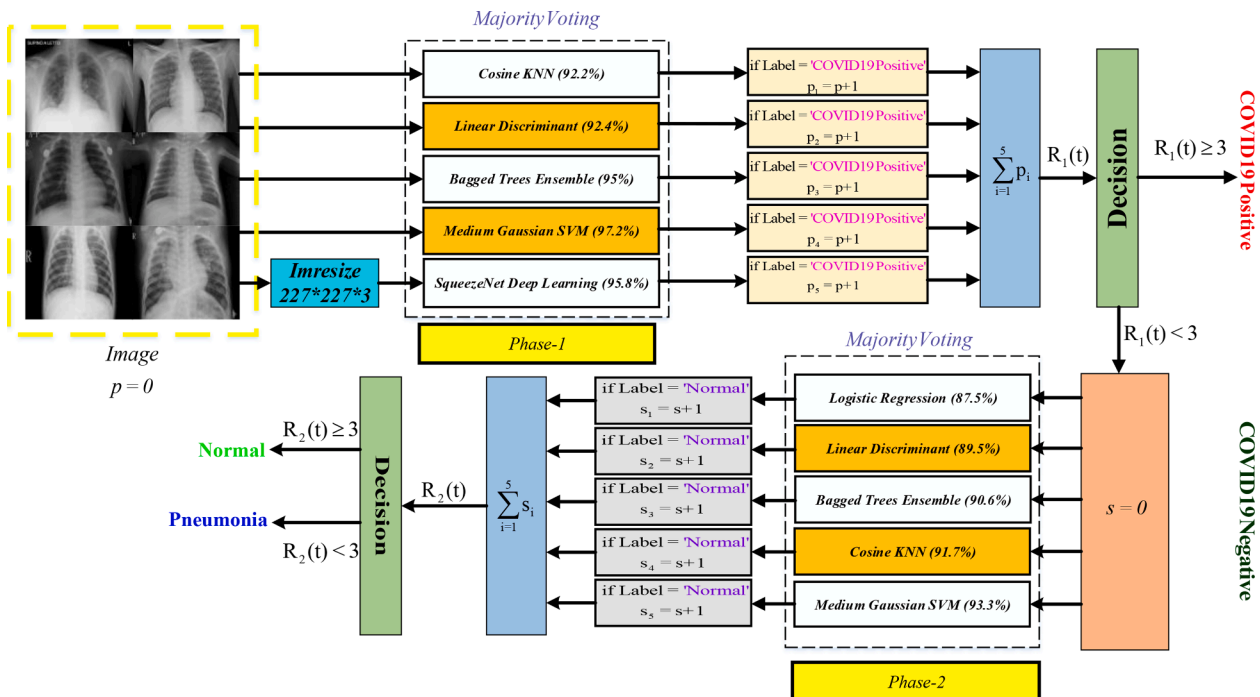 MajorityVoting
SUPINO A LETTO
L
R
Cosine KNN (92.2%)
Linear Discriminant (92.4%)
Bagged Trees Ensemble (95%)
Medium Gaussian SVM (97.2%)
SqueezeNet Deep Learning (95.8%)
Imresize
227*227*3
Image
p = 0
Phase-1
if Label = 'COVID19Positive'
p₁ = p+1
if Label = 'COVID19Positive'
p₂ = p+1
if Label = 'COVID19Positive'
p₃ = p+1
if Label = 'COVID19Positive'
p₄ = p+1
if Label = 'COVID19Positive'
p₅ = p+1
5
∑ pᵢ
i=1
R₁(t)
Decision
R₁(t) ≥ 3
COVID19Positive
R₁(t) < 3
MajorityVoting
s = 0
COVID19Negative
Logistic Regression (87.5%)
Linear Discriminant (89.5%)
Bagged Trees Ensemble (90.6%)
Cosine KNN (91.7%)
Medium Gaussian SVM (93.3%)
Phase-2
if Label = 'Normal'
s₁ = s+1
if Label = 'Normal'
s₂ = s+1
if Label = 'Normal'
s₃ = s+1
if Label = 'Normal'
s₄ = s+1
if Label = 'Normal'
s₅ = s+1
5
∑ sᵢ
i=1
R₂(t)
Decision
R₂(t) ≥ 3
Normal
Pneumonia
R₂(t) < 3